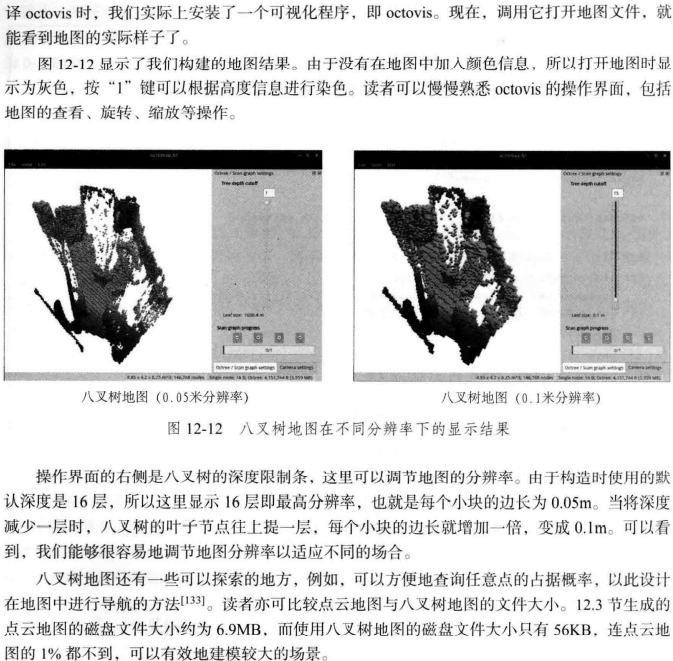 译 octovis 时，我们实际上安装了一个可视化程序，即 octovis。现在，调用它打开地图文件，就
能看到地图的实际样子了。
图 12-12 显示了我们构建的地图结果。由于没有在地图中加入颜色信息，所以打开地图时显
示为灰色，按“1”键可以根据高度信息进行染色。读者可以慢慢熟悉 octovis 的操作界面，包括
地图的查看、旋转、缩放等操作。
Octree / Scan graph settings
Tree depth cutoff
Scan graph progress
0/1
Octree / Scan graph settings Camera settings
Octree / Scan graph settings
Tree depth cutoff
15
Leaf size: 0.1 m
Scan graph progress
0/1
Octree / Scan graph settings Camera settings
八叉树地图 (0.05米分辨率)
八叉树地图 (0.1米分辨率)
图 12-12 八叉树地图在不同分辨率下的显示结果
操作界面的右侧是八叉树的深度限制条，这里可以调节地图的分辨率。由于构造时使用的默
认深度是 16 层，所以这里显示 16 层即最高分辨率，也就是每个小块的边长为 0.05m。当将深度
减少一层时，八叉树的叶子节点往上提一层，每个小块的边长就增加一倍，变成 0.1m。可以看
到，我们能够很容易地调节地图分辨率以适应不同的场合。
八叉树地图还有一些可以探索的地方，例如，可以方便地查询任意点的占据概率，以此设计
在地图中进行导航的方法[133]。读者亦可比较点云地图与八叉树地图的文件大小。12.3 节生成的
点云地图的磁盘文件大小约为 6.9MB，而使用八叉树地图的磁盘文件大小只有 56KB，连点云地
图的 1% 都不到，可以有效地建模较大的场景。